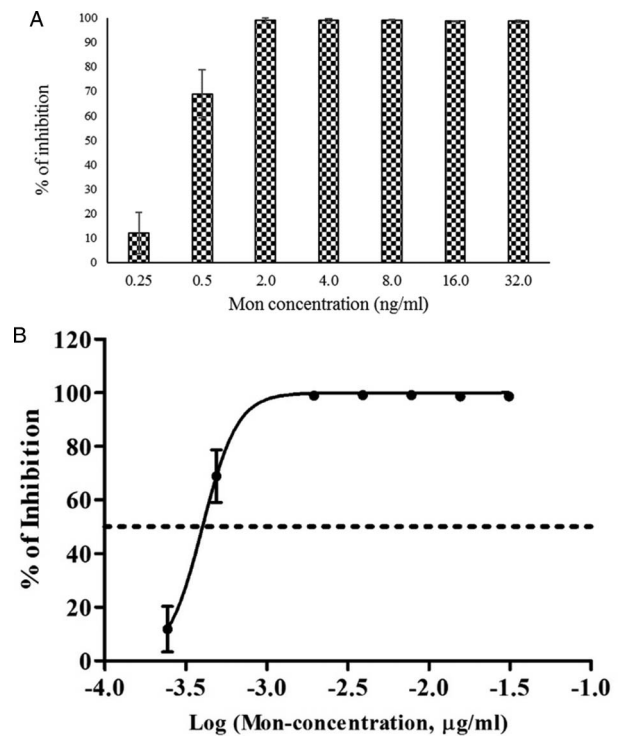 A
100
90
80
70
60
50
40
30
20
10
0
% of inhibition
0.25 0.5 2.0 4.0 8.0 16.0 32.0
Mon concentration (ng/ml)
B
120
100
80
60
40
20
0
% of Inhibition
-4.0 -3.5 -3.0 -2.5 -2.0 -1.5 -1.0
Log (Mon-concentration, µg/ml)